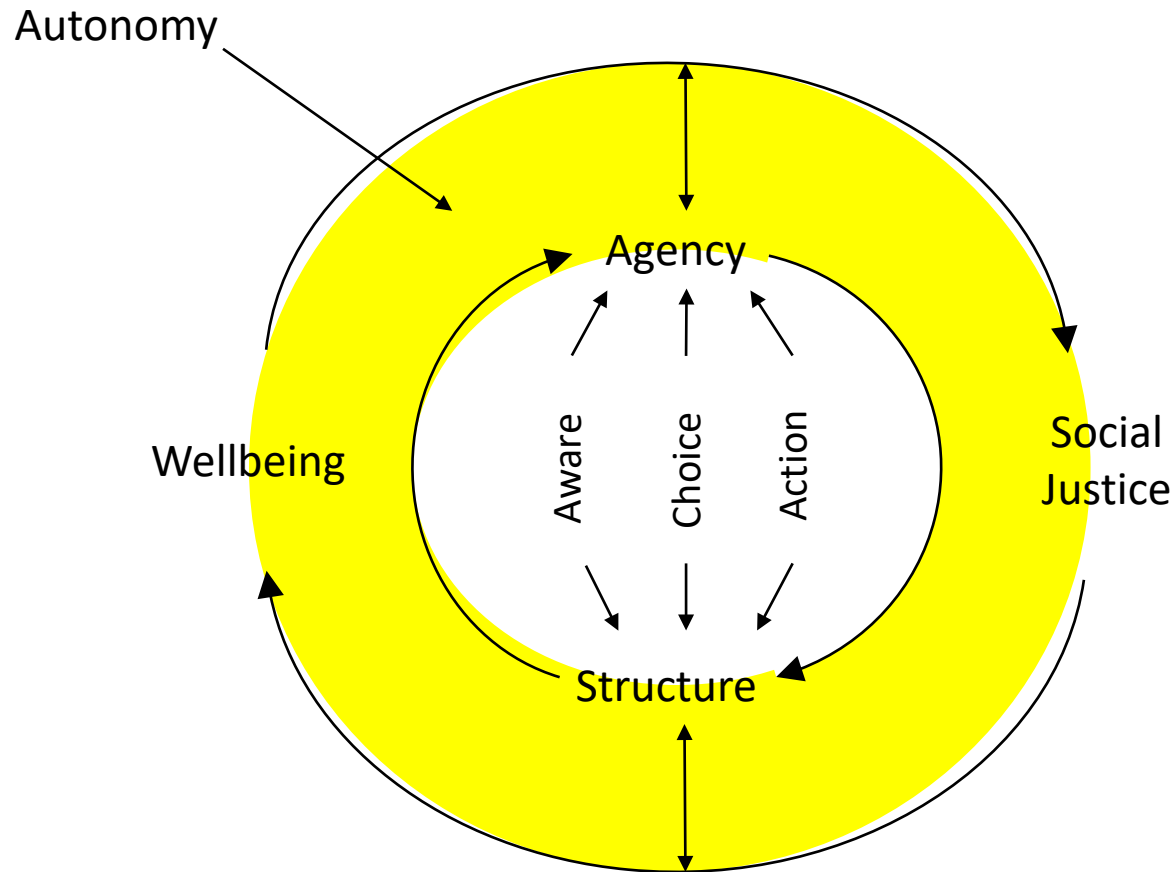 Autonomy
Agency
Wellbeing
Aware
Choice
Action
Social
Justice
Structure